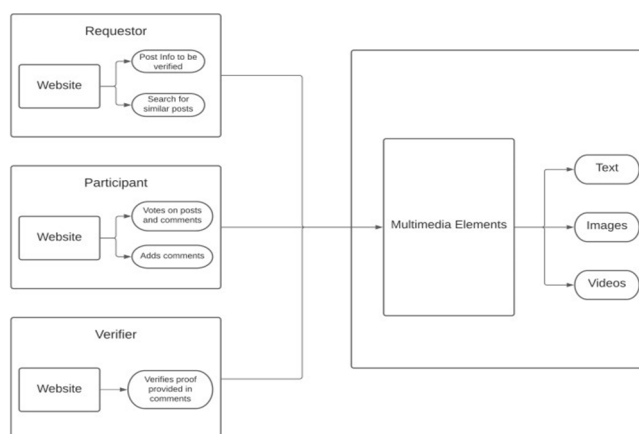 Requestor
Website
Post Info to be
verified
Search for
similar posts
Participant
Website
Votes on posts
and comments
Adds comments
Verifier
Website
Verifies proof
provided in
comments
Multimedia Elements
Text
Images
Videos